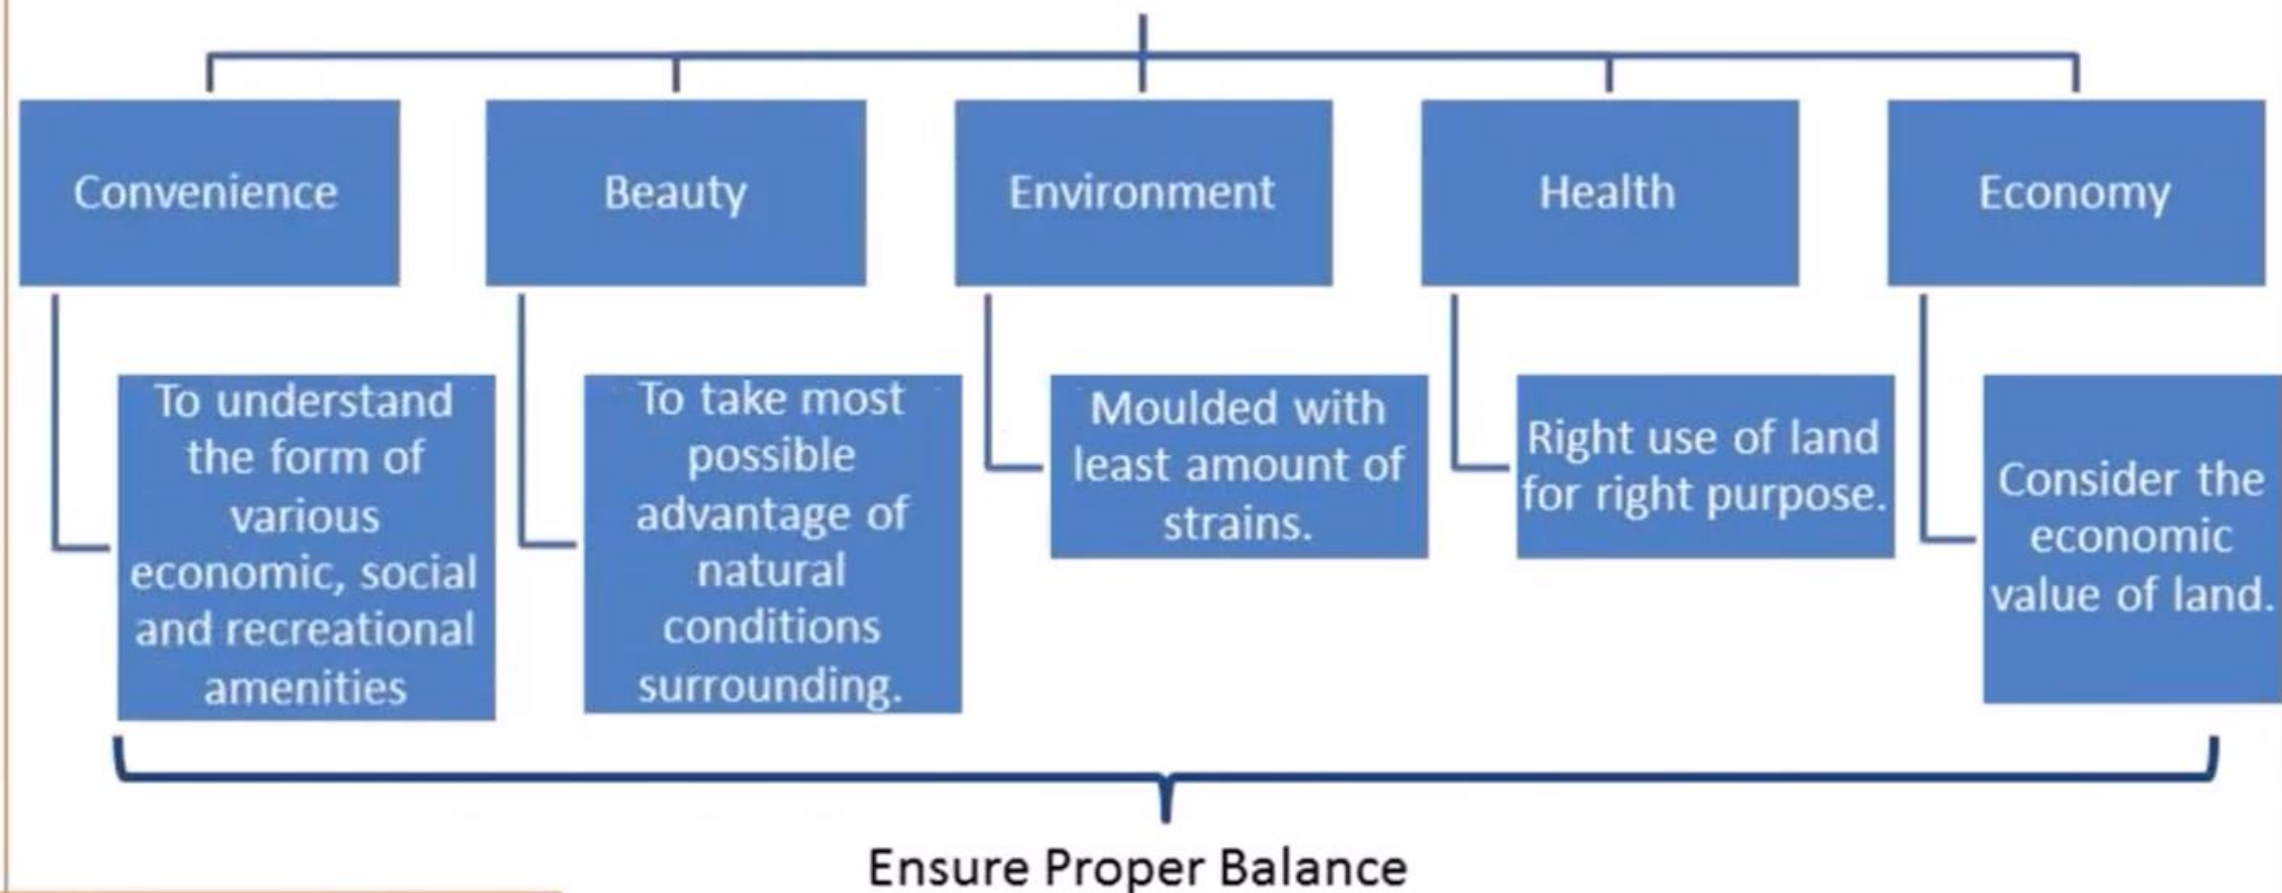 Convenience
Beauty
Environment
Health
Economy
To understand
the form of
various
economic, social
and recreational
amenities
To take most
possible
advantage of
natural
conditions
surrounding.
Moulded with
least amount of
strains.
Right use of land
for right purpose.
Consider the
economic
value of land.
Ensure Proper Balance